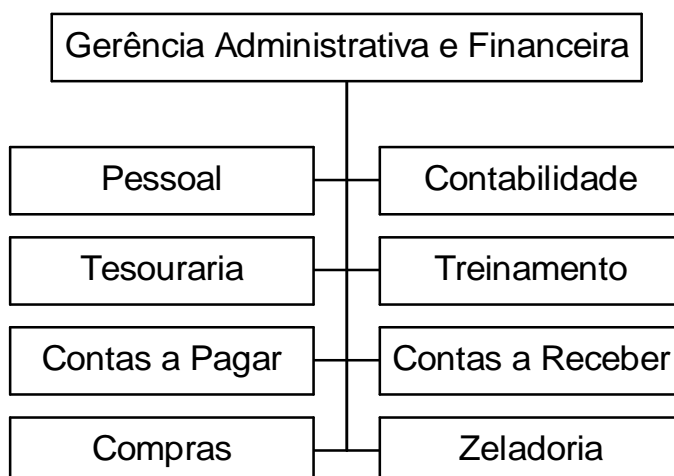 Gerência Administrativa e Financeira
Pessoal
Contabilidade
Tesouraria
Treinamento
Contas a Pagar
Contas a Receber
Compras
Zeladoria